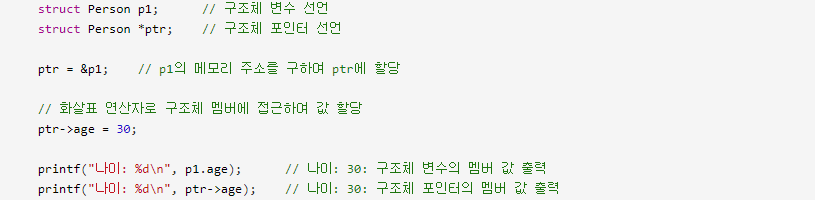 struct Person p1;      // 구조체 변수 선언
struct Person *ptr;    // 구조체 포인터 선언
ptr = &p1;    // p1의 메모리 주소를 구하여 ptr에 할당
// 화살표 연산자로 구조체 멤버에 접근하여 값 할당
ptr->age = 30;
printf("나이: %d\n", p1.age);      // 나이: 30: 구조체 변수의 멤버 값 출력
printf("나이: %d\n", ptr->age);    // 나이: 30: 구조체 포인터의 멤버 값 출력